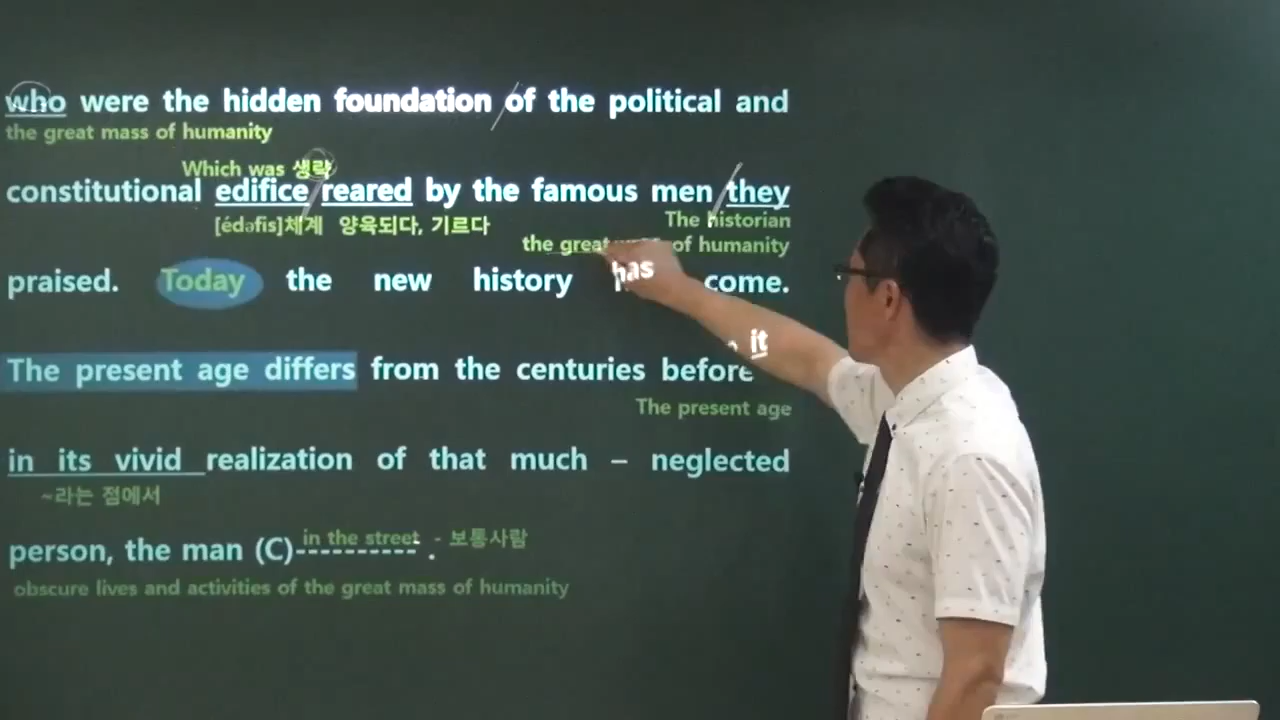 who were the hidden foundation of the political and
the great mass of humanity
Which was 생략
constitutional edifice reared by the famous men they
[édəfis]체계 양육되다, 기르다 The historian
the great of humanity
praised. Today the new history has come.
The present age differs from the centuries before it
The present age
in its vivid realization of that much – neglected
~라는 점에서
person, the man (C)---------- .
in the street - 보통사람
obscure lives and activities of the great mass of humanity